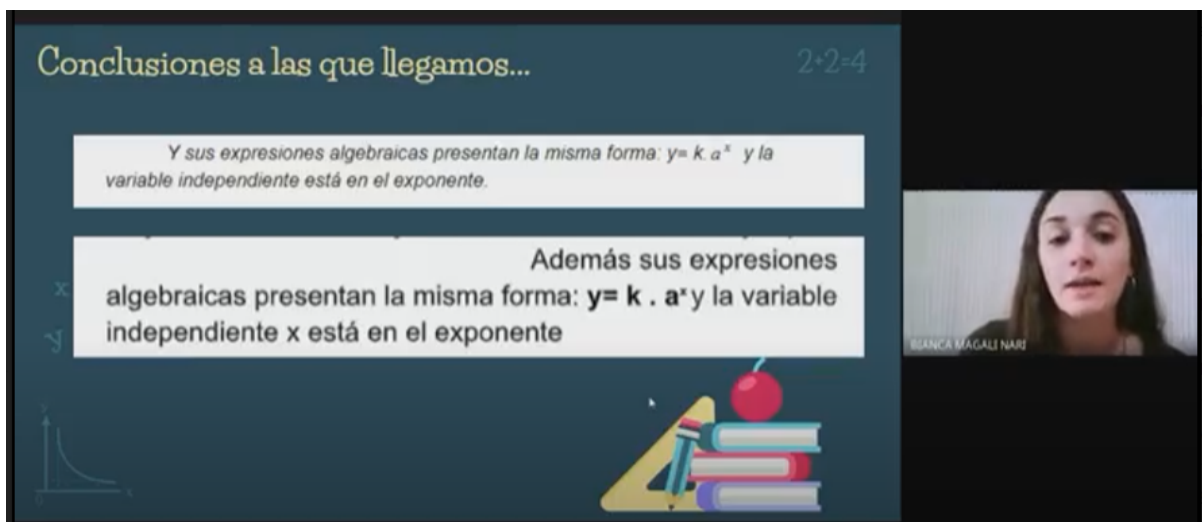 Conclusiones a las que llegamos...
2+2=4
Y sus expresiones algebraicas presentan la misma forma: y= k. aˣ y la
variable independiente está en el exponente.
Además sus expresiones
algebraicas presentan la misma forma: y= k . aˣ y la variable
independiente x está en el exponente
x
y
y
x
0
BIANCA MAGALI NARI